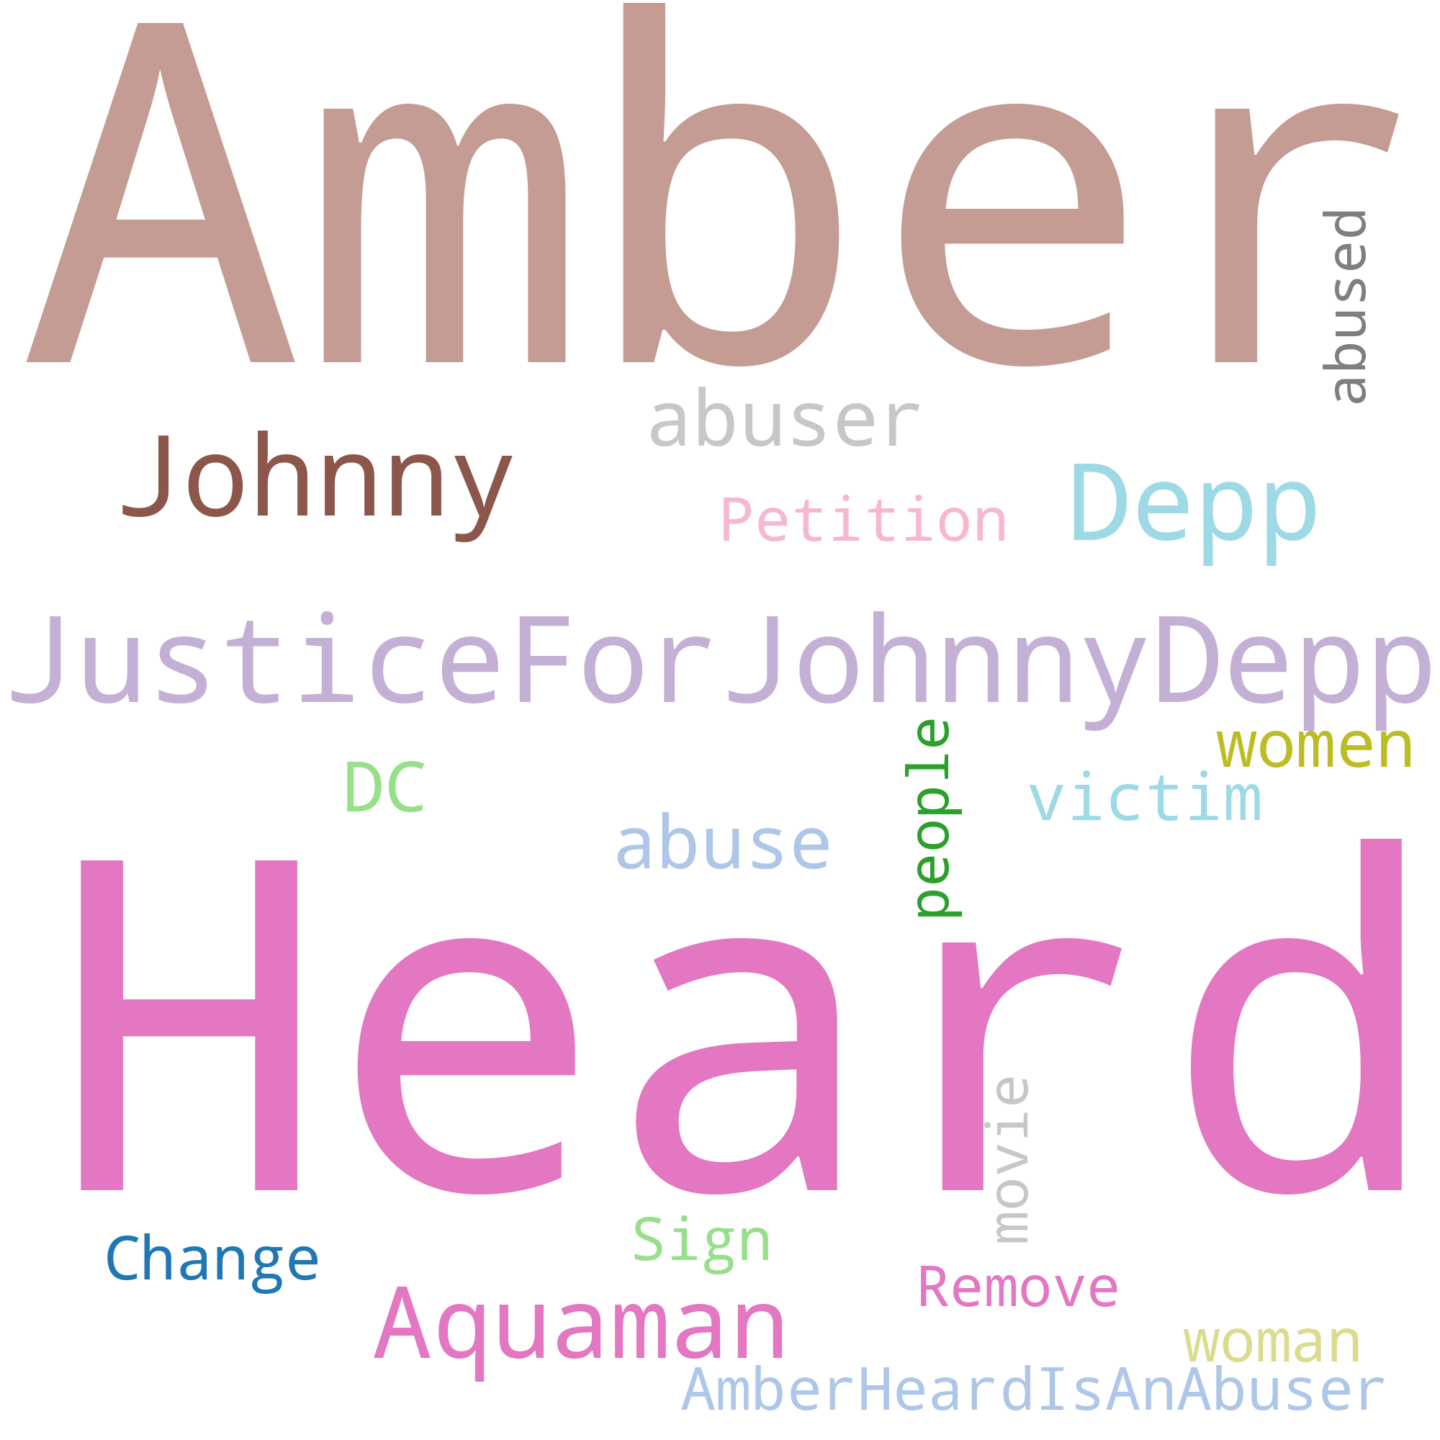 Amber
abused
abuser
Johnny
Depp
Petition
JusticeForJohnnyDepp
people
women
DC
victim
abuse
Heard
movie
Sign
Change
Remove
Aquaman
woman
AmberHeardIsAnAbuser